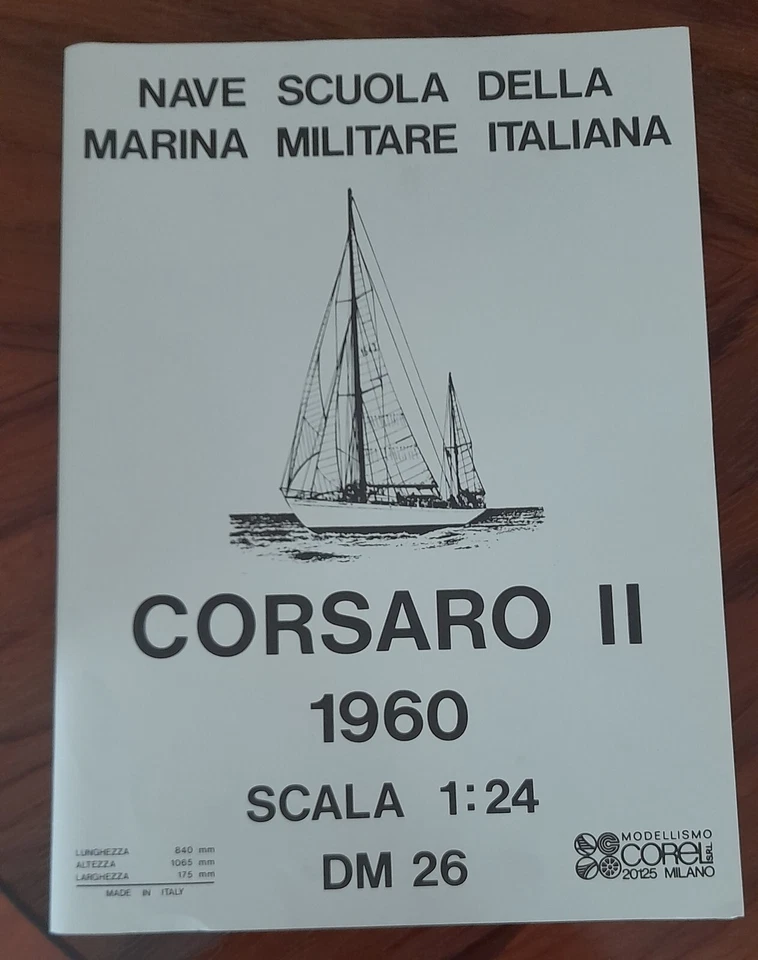 NAVE SCUOLA DELLA
MARINA MILITARE ITALIANA
CORSARO II
1960
SCALA 1:24
DM 26
LUNGHEZZA 840 mm
ALTEZZA 1065 mm
LARGHEZZA 175 mm
MADE IN ITALY
MODELLISMO
COREL S.R.L.
20125 MILANO